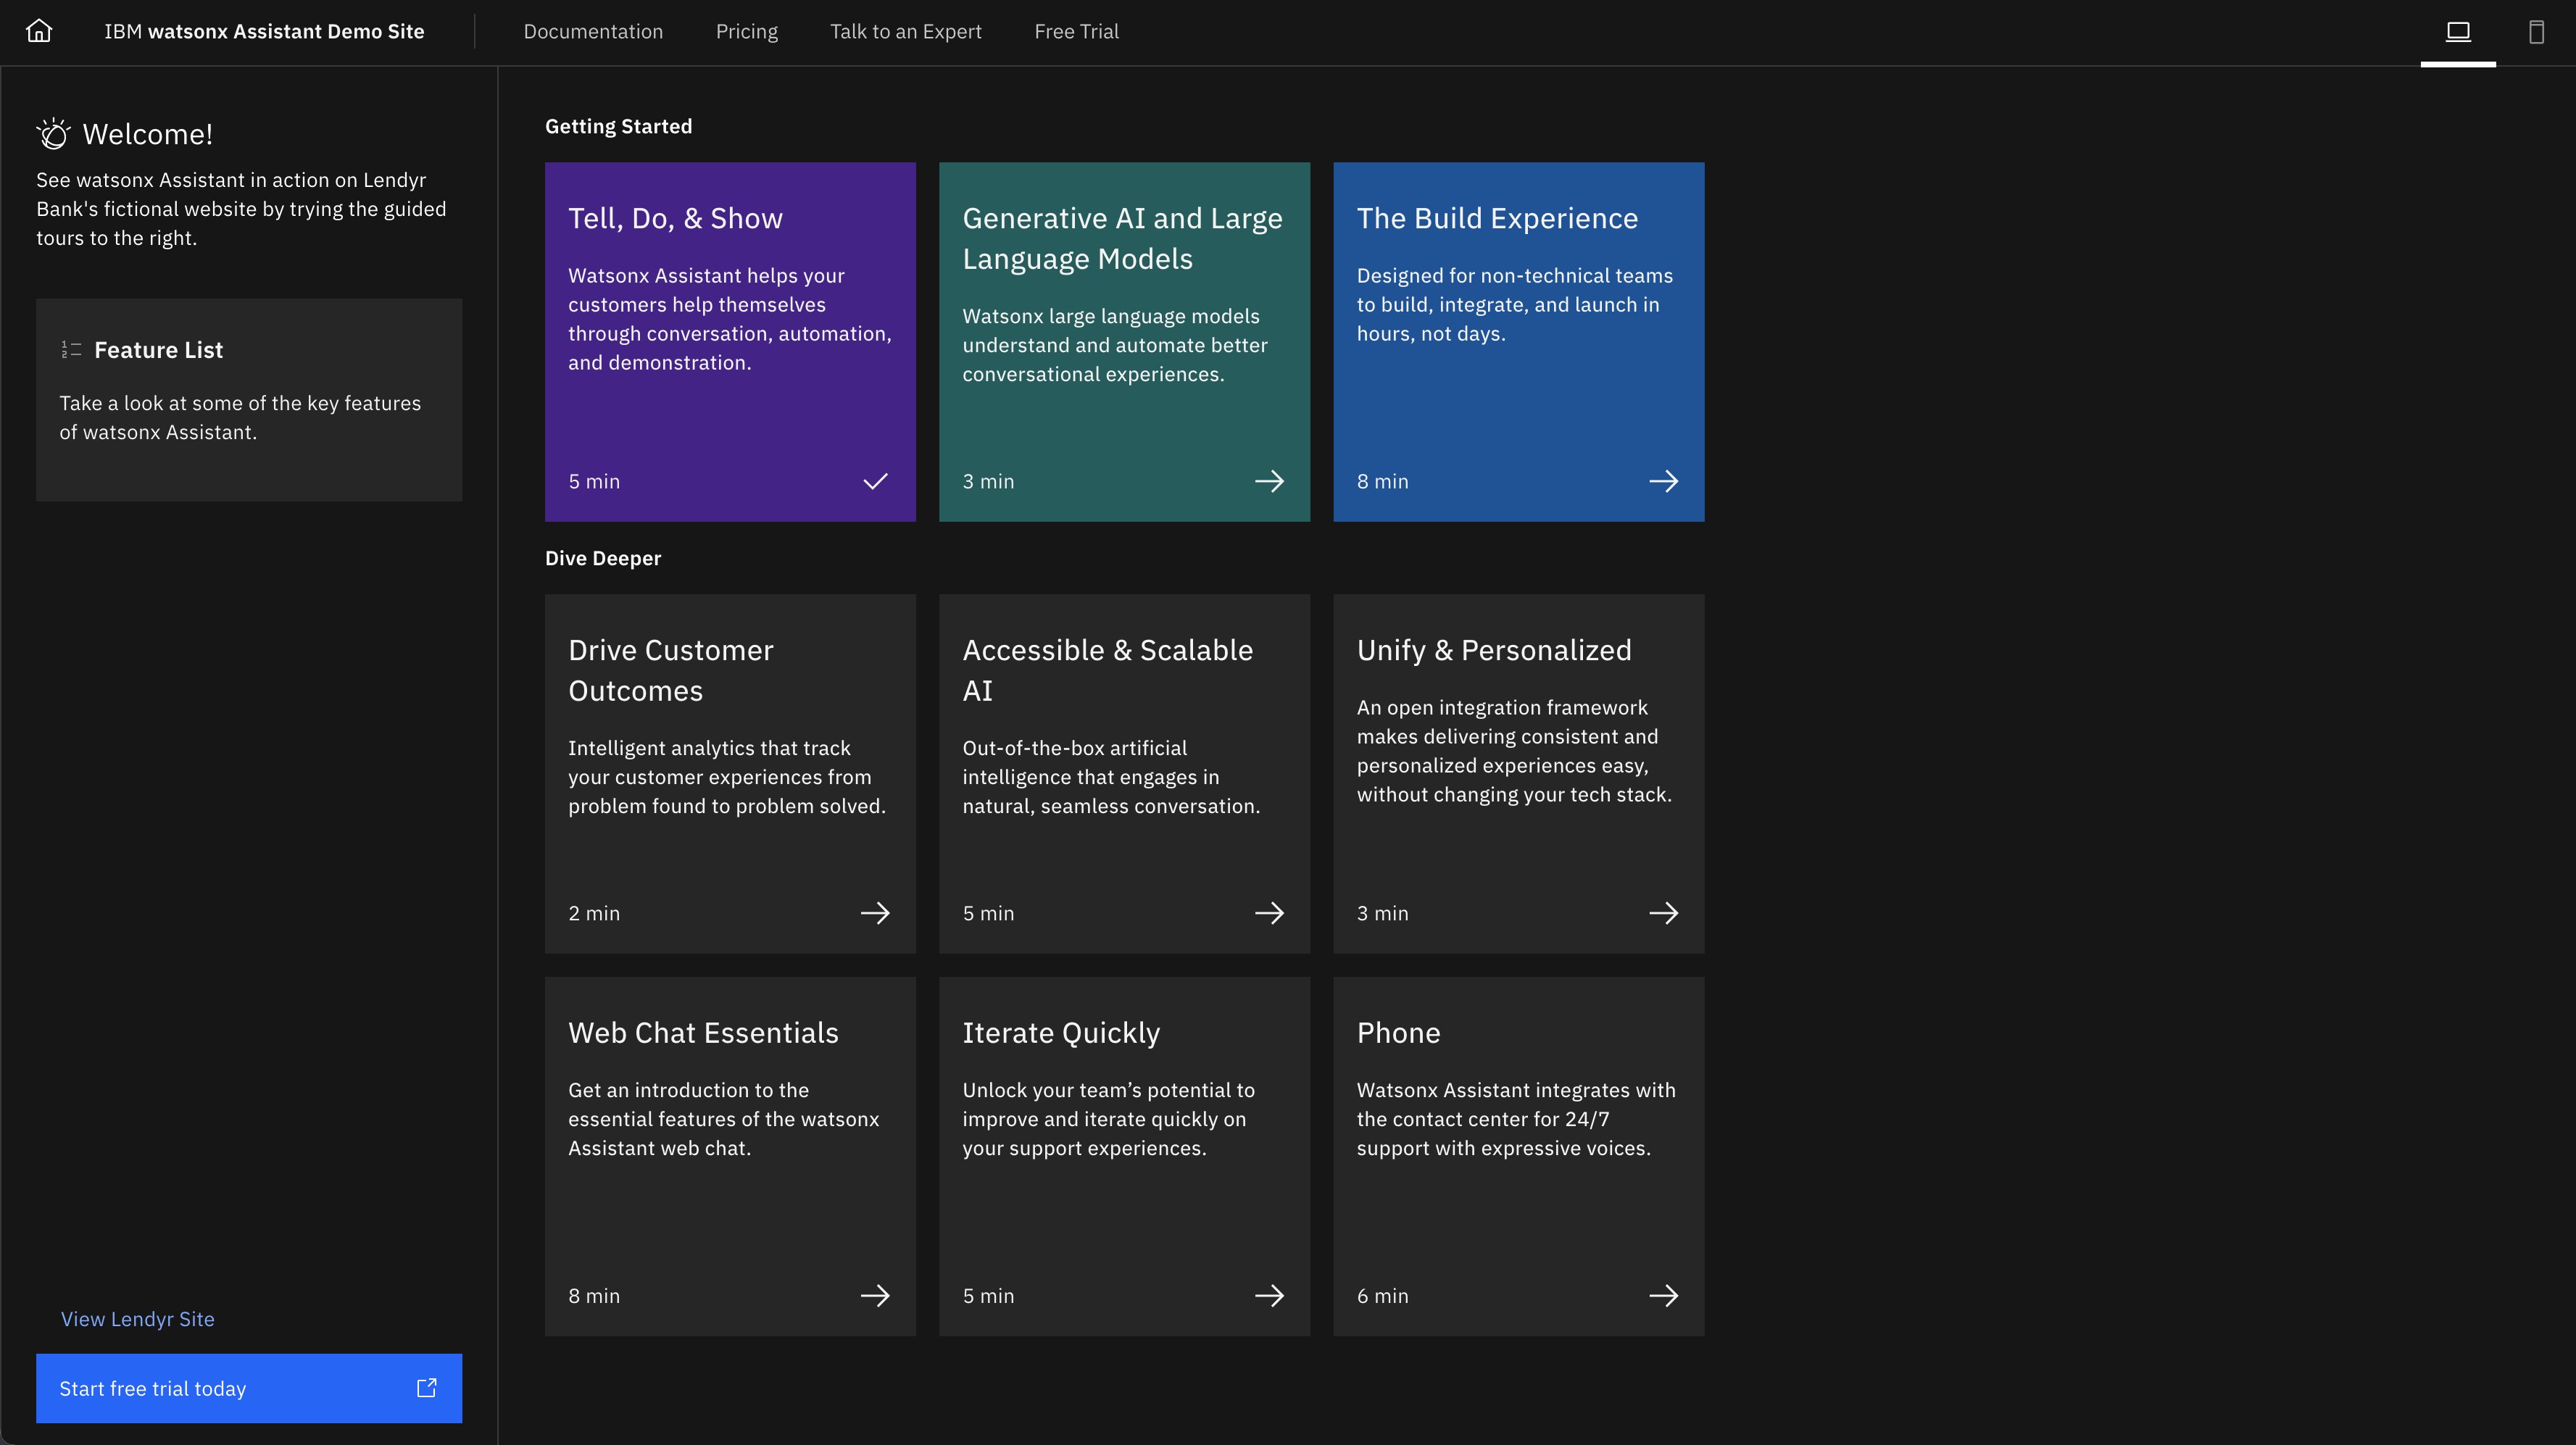 IBM watsonx Assistant Demo Site
Documentation
Pricing
Talk to an Expert
Free Trial
Welcome!
See watsonx Assistant in action on Lendyr
Bank's fictional website by trying the guided
tours to the right.
Feature List
Take a look at some of the key features
of watsonx Assistant.
View Lendyr Site
Start free trial today
Getting Started
Tell, Do, & Show
Watsonx Assistant helps your
customers help themselves
through conversation, automation,
and demonstration.
5 min
Generative AI and Large
Language Models
Watsonx large language models
understand and automate better
conversational experiences.
3 min
The Build Experience
Designed for non-technical teams
to build, integrate, and launch in
hours, not days.
8 min
Dive Deeper
Drive Customer
Outcomes
Intelligent analytics that track
your customer experiences from
problem found to problem solved.
2 min
Accessible & Scalable
AI
Out-of-the-box artificial
intelligence that engages in
natural, seamless conversation.
5 min
Unify & Personalized
An open integration framework
makes delivering consistent and
personalized experiences easy,
without changing your tech stack.
3 min
Web Chat Essentials
Get an introduction to the
essential features of the watsonx
Assistant web chat.
8 min
Iterate Quickly
Unlock your team’s potential to
improve and iterate quickly on
your support experiences.
5 min
Phone
Watsonx Assistant integrates with
the contact center for 24/7
support with expressive voices.
6 min